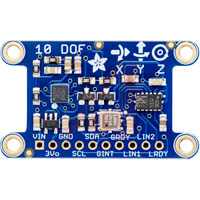 10 DOF
X Y Z
VIN GND SDA GRDY LIN2
3Vo SCL GINT LIN1 LRDY